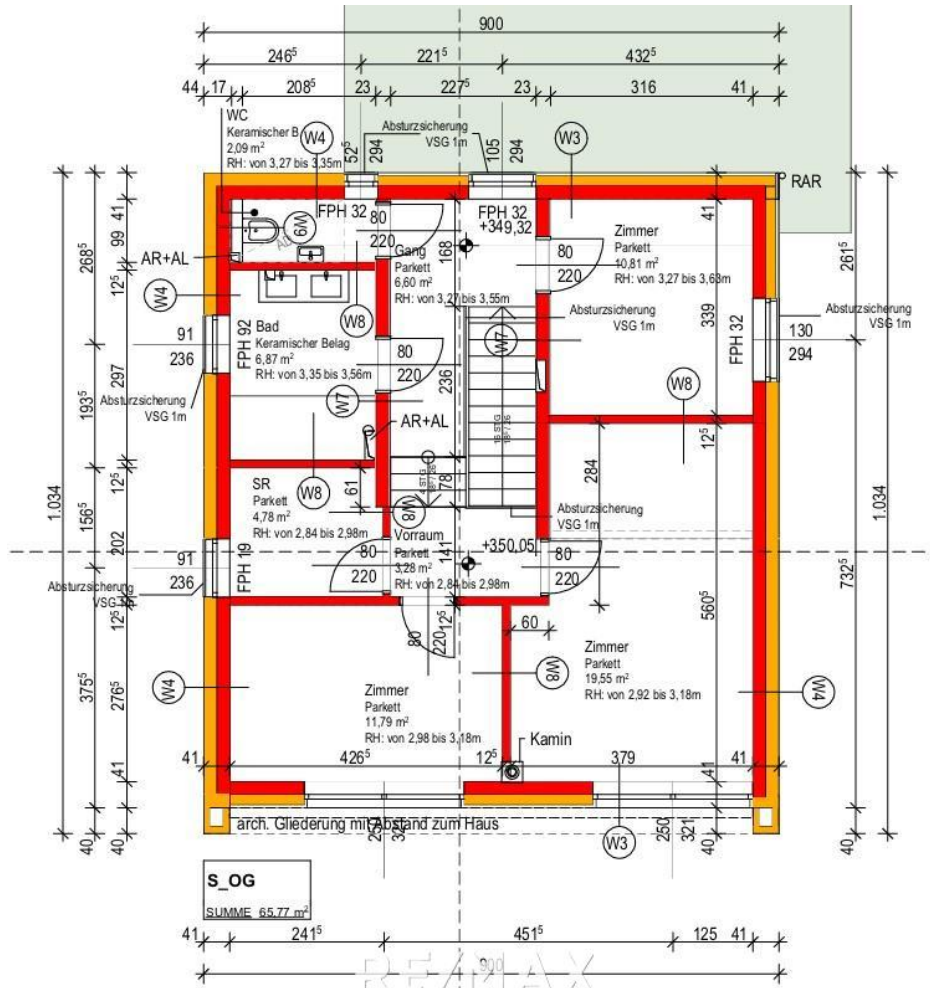 900
246⁵
221⁵
432⁵
44 17
208⁵
23
227⁵
23
316
41
WC
Keramischer B
2,09 m²
RH: von 3,27 bis 3,35m
W4
Absturzsicherung
VSG 1m
52⁵
294
105
294
W3
RAR
FPH 32
FPH 32
+349,32
W9
80
220
Gang
Parkett
6,60 m²
RH: von 3,27 bis 3,55m
168
80
220
Zimmer
Parkett
10,81 m²
RH: von 3,27 bis 3,63m
41
41
99
268⁵
261⁵
AR+AL
12⁵
W4
Bad
Keramischer Belag
6,87 m²
RH: von 3,35 bis 3,56m
W8
Absturzsicherung
VSG 1m
W7
339
FPH 32
Absturzsicherung
VSG 1m
130
294
91
236
FPH 92
80
220
236
W8
297
193⁵
Absturzsicherung
VSG 1m
W7
AR+AL
12⁵
284
12⁵
SR
Parkett
4,78 m²
RH: von 2,84 bis 2,98m
W8
61
78
W8
Absturzsicherung
VSG 1m
1.034
156⁵
202
1.034
91
236
FPH 19
80
220
Vorraum
Parkett
3,28 m²
RH: von 2,84 bis 2,98m
141
+350,05
80
220
732⁵
Absturzsicherung
VSG 1m
12⁵
12⁵
60
560⁵
80
220
375⁵
276⁵
W4
Zimmer
Parkett
11,79 m²
RH: von 2,98 bis 3,18m
W8
Zimmer
Parkett
19,55 m²
RH: von 2,92 bis 3,18m
W4
Kamin
41
426⁵
12⁵
379
41
41
41
arch. Gliederung mit Abstand zum Haus
250
321
W3
250
321
40
40
40
40
S_OG
SUMME 65,77 m²
41
241⁵
451⁵
125
41
900
RE/MAX